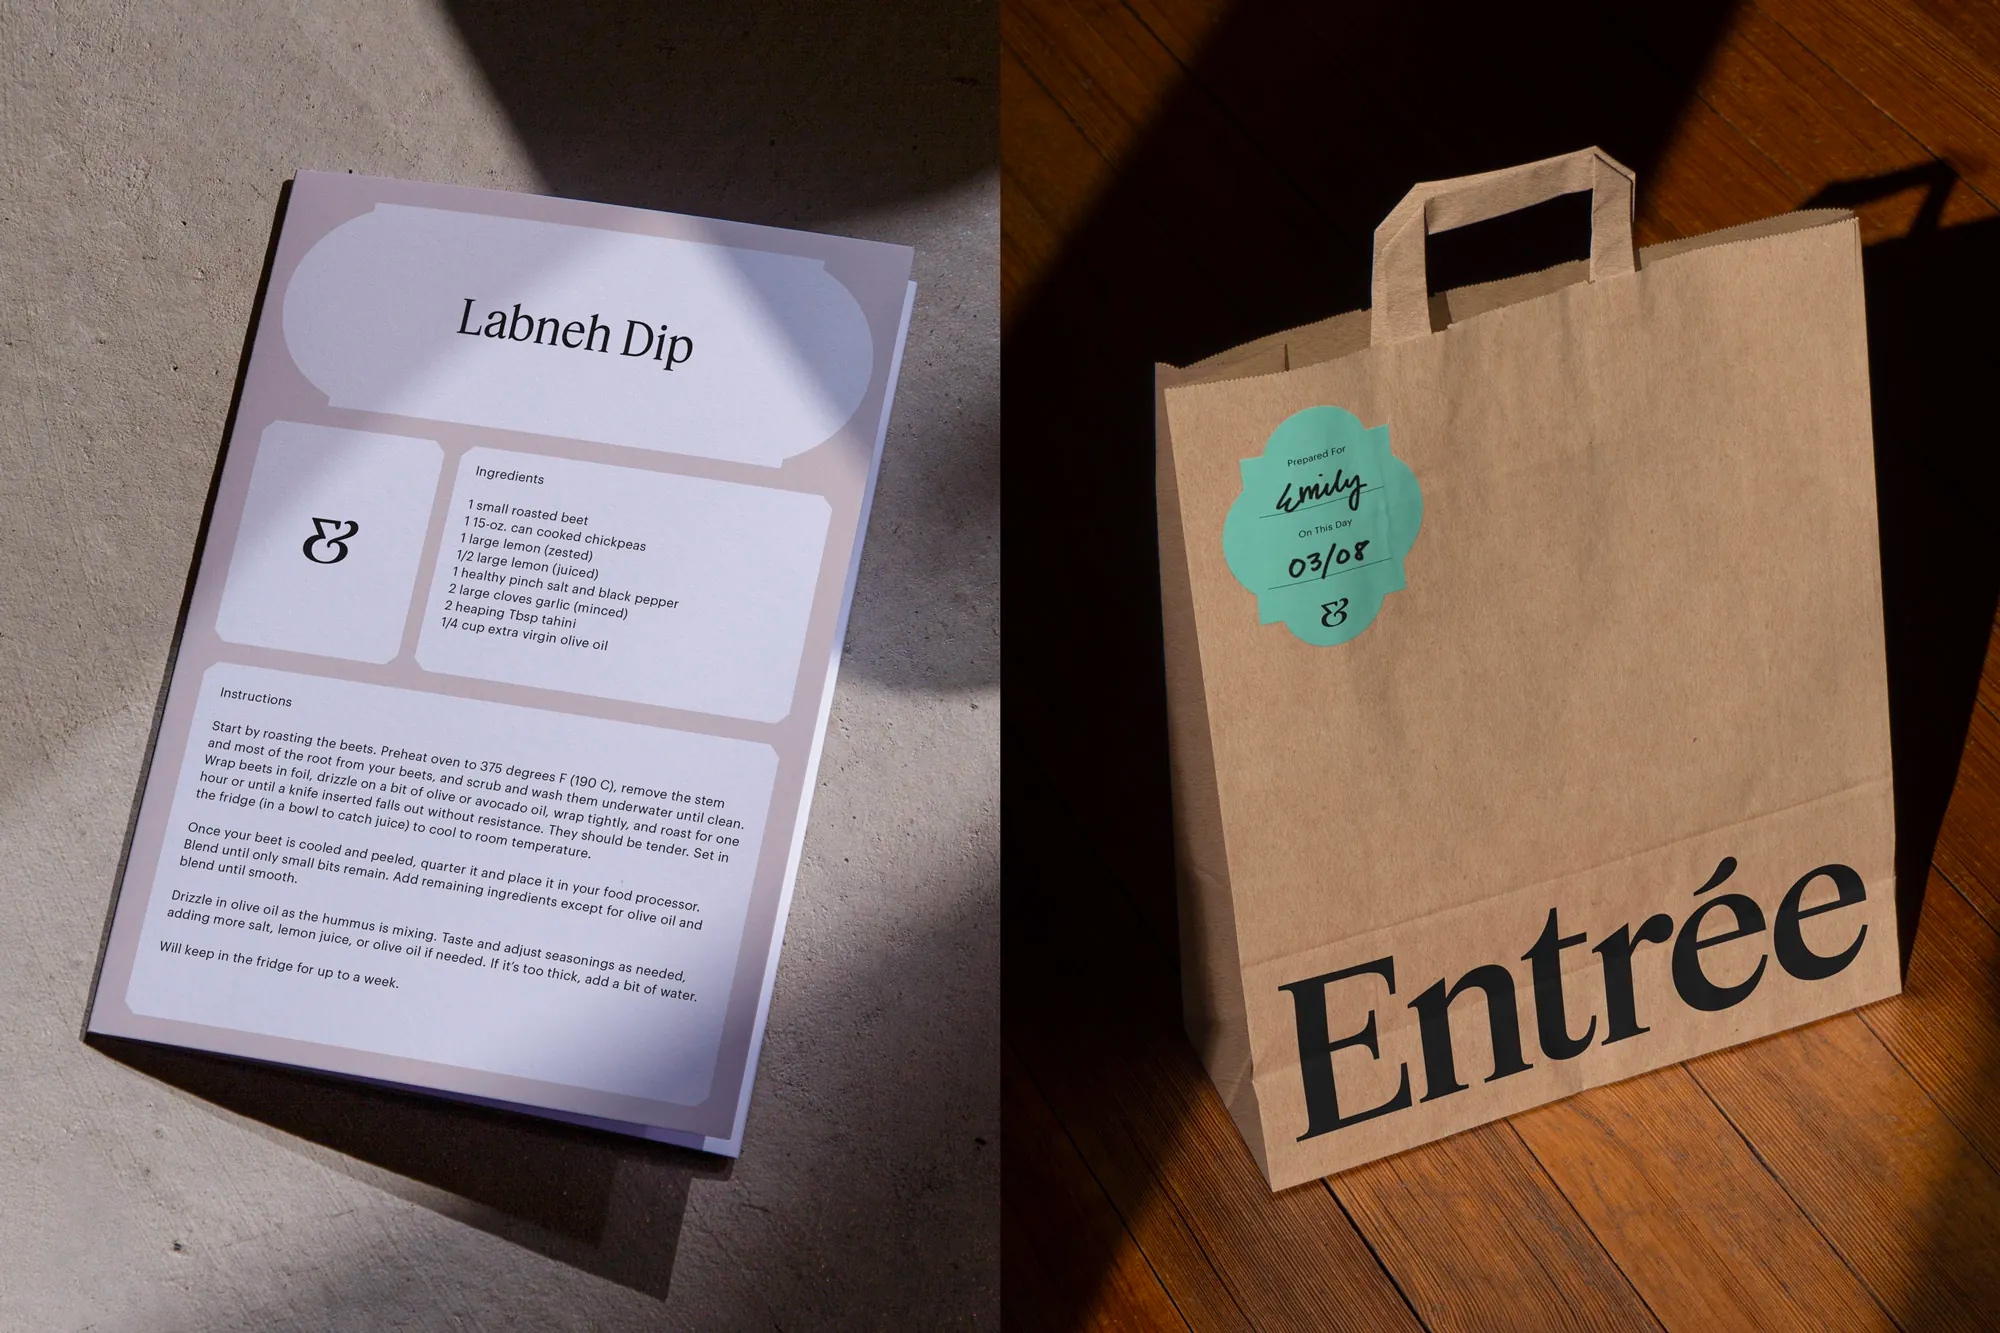 Labneh Dip
&
Ingredients
1 small roasted beet
1 15-oz. can cooked chickpeas
1 large lemon (zested)
1/2 large lemon (juiced)
1 healthy pinch salt and black pepper
2 large cloves garlic (minced)
2 heaping Tbsp tahini
1/4 cup extra virgin olive oil
Instructions
Start by roasting the beets. Preheat oven to 375 degrees F (190 C), remove the stem
and most of the root from your beets, and scrub and wash them underwater until clean.
Wrap beets in foil, drizzle on a bit of olive or avocado oil, wrap tightly, and roast for one
hour or until a knife inserted falls out without resistance. They should be tender. Set in
the fridge (in a bowl to catch juice) to cool to room temperature.
Once your beet is cooled and peeled, quarter it and place it in your food processor.
Blend until only small bits remain. Add remaining ingredients except for olive oil and
blend until smooth.
Drizzle in olive oil as the hummus is mixing. Taste and adjust seasonings as needed,
adding more salt, lemon juice, or olive oil if needed. If it's too thick, add a bit of water.
Will keep in the fridge for up to a week.
Prepared For
Emily
On This Day
03/08
&
Entrée